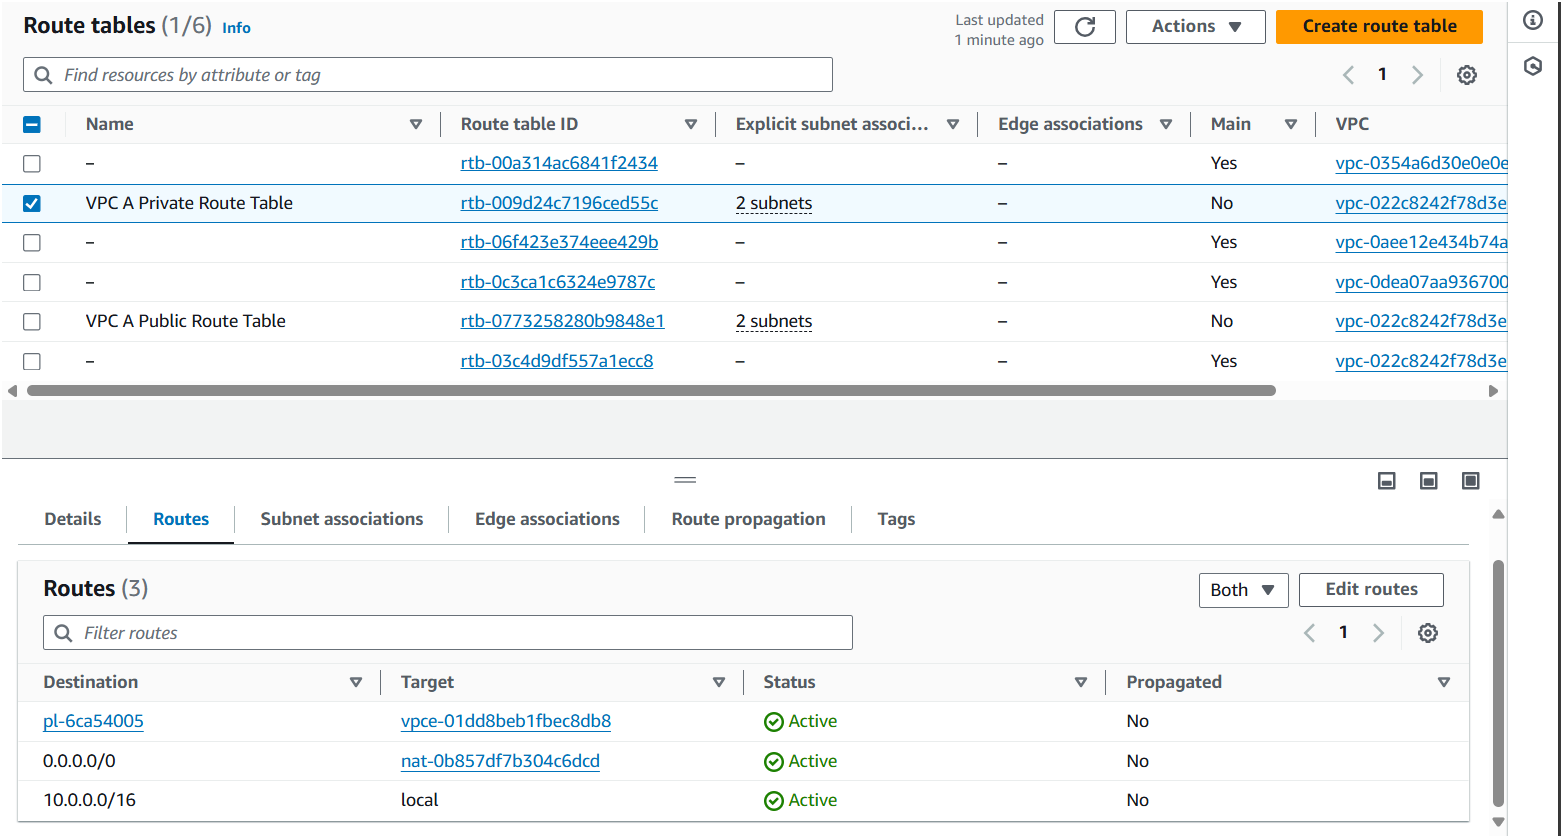 Route tables (1/6) Info
Last updated
1 minute ago
Actions
Create route table
Find resources by attribute or tag
1
Name Route table ID Explicit subnet associ... Edge associations Main VPC
– rtb-00a314ac6841f2434 – – Yes vpc-0354a6d30e0e0e
VPC A Private Route Table rtb-009d24c7196ced55c 2 subnets – No vpc-022c8242f78d3e
– rtb-06f423e374eee429b – – Yes vpc-0aee12e434b74a
– rtb-0c3ca1c6324e9787c – – Yes vpc-0dea07aa936700
VPC A Public Route Table rtb-0773258280b9848e1 2 subnets – No vpc-022c8242f78d3e
– rtb-03c4d9df557a1ecc8 – – Yes vpc-022c8242f78d3e
Details Routes Subnet associations Edge associations Route propagation Tags
Routes (3)
Both
Edit routes
Filter routes
1
Destination Target Status Propagated
pl-6ca54005 vpce-01dd8beb1fbec8db8 Active No
0.0.0.0/0 nat-0b857df7b304c6dcd Active No
10.0.0.0/16 local Active No